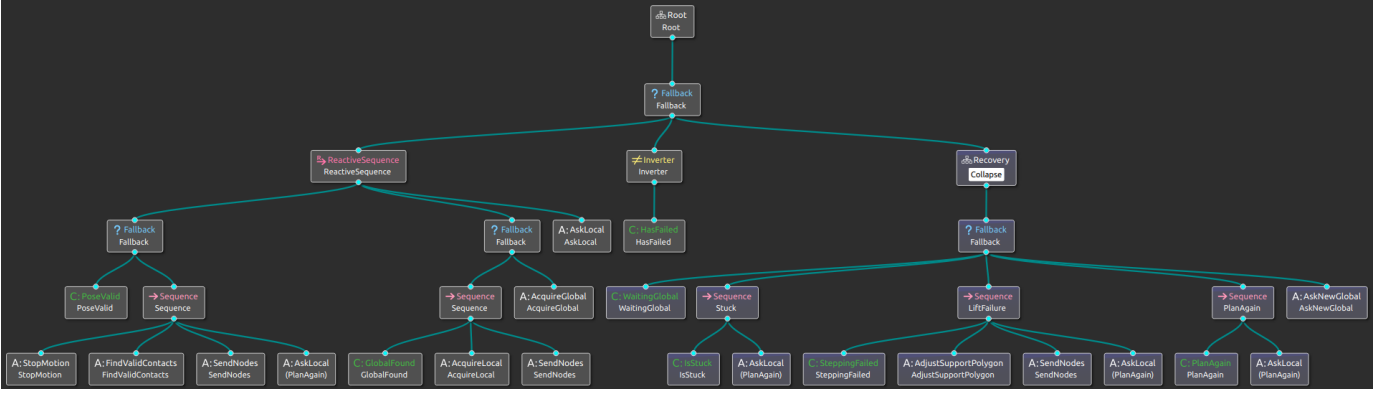 Root
Root
? Fallback
Fallback
ReactiveSequence
ReactiveSequence
Inverter
Inverter
Recovery
Collapse
? Fallback
Fallback
? Fallback
Fallback
A: AskLocal
AskLocal
C: HasFailed
HasFailed
? Fallback
Fallback
C: PoseValid
PoseValid
Sequence
Sequence
Sequence
Sequence
A: AcquireGlobal
AcquireGlobal
C: WaitingGlobal
WaitingGlobal
Sequence
Stuck
Sequence
LiftFailure
Sequence
PlanAgain
A: AskNewGlobal
AskNewGlobal
A: StopMotion
StopMotion
A: FindValidContacts
FindValidContacts
A: SendNodes
SendNodes
A: AskLocal
(PlanAgain)
C: GlobalFound
GlobalFound
A: AcquireLocal
AcquireLocal
A: SendNodes
SendNodes
C: IsStuck
IsStuck
A: AskLocal
(PlanAgain)
C: SteppingFailed
SteppingFailed
A: AdjustSupportPolygon
AdjustSupportPolygon
A: SendNodes
SendNodes
A: AskLocal
(PlanAgain)
C: PlanAgain
PlanAgain
A: AskLocal
(PlanAgain)